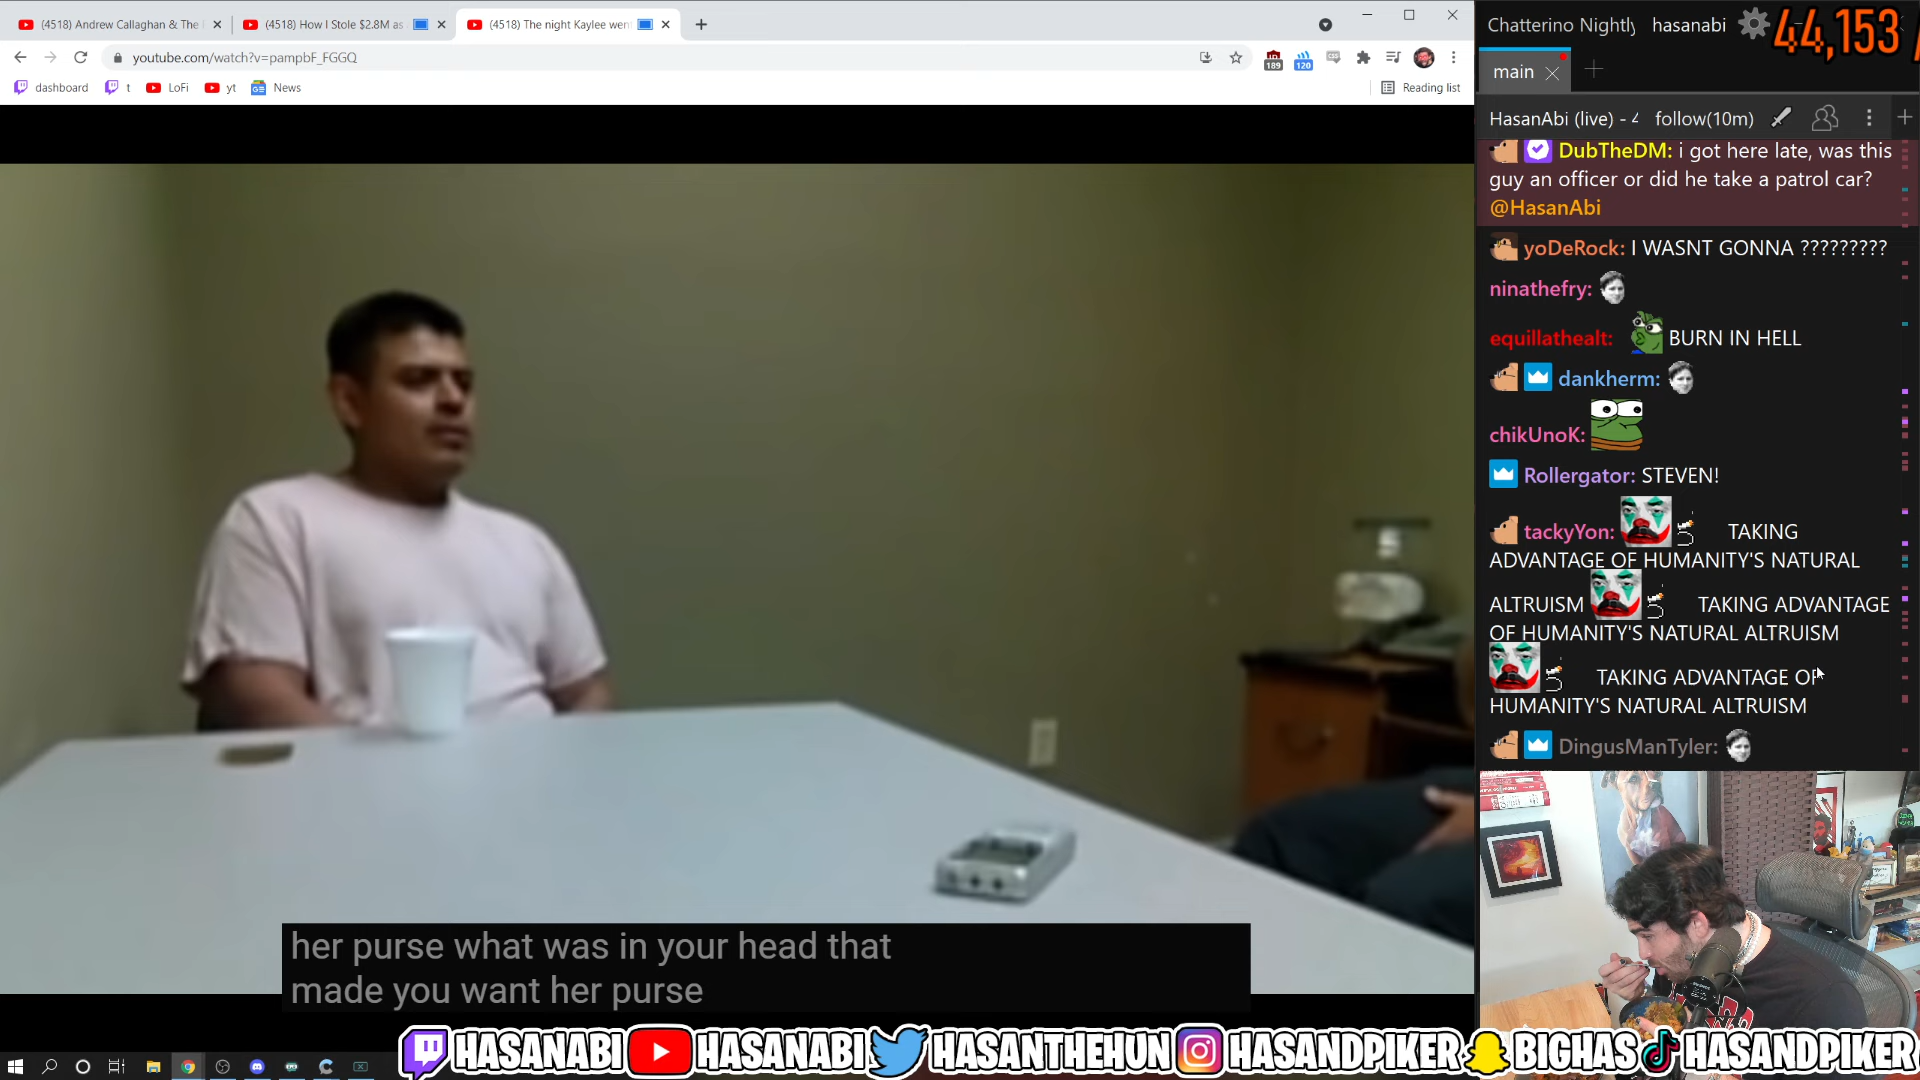 (4518) Andrew Callaghan & The
(4518) How I Stole $2.8M as
(4518) The night Kaylee wen
youtube.com/watch?v=pampbF_FGGQ
189
120
dashboard
t
LoFi
yt
News
Reading list
her purse what was in your head that
made you want her purse
Chatterino Nightly
hasanabi
44,153
main
HasanAbi (live) - 4
follow(10m)
DubTheDM: i got here late, was this
guy an officer or did he take a patrol car?
@HasanAbi
yoDeRock: I WASNT GONNA ?????????
ninathefry:
equillathealt: BURN IN HELL
dankherm:
chikUnoK:
Rollergator: STEVEN!
tackyYon: TAKING
ADVANTAGE OF HUMANITY'S NATURAL
ALTRUISM TAKING ADVANTAGE
OF HUMANITY'S NATURAL ALTRUISM
TAKING ADVANTAGE OF
HUMANITY'S NATURAL ALTRUISM
DingusManTyler:
HASANABI HASANABI HASANTHEHUN HASANDPIKER BIGHAS HASANDPIKER